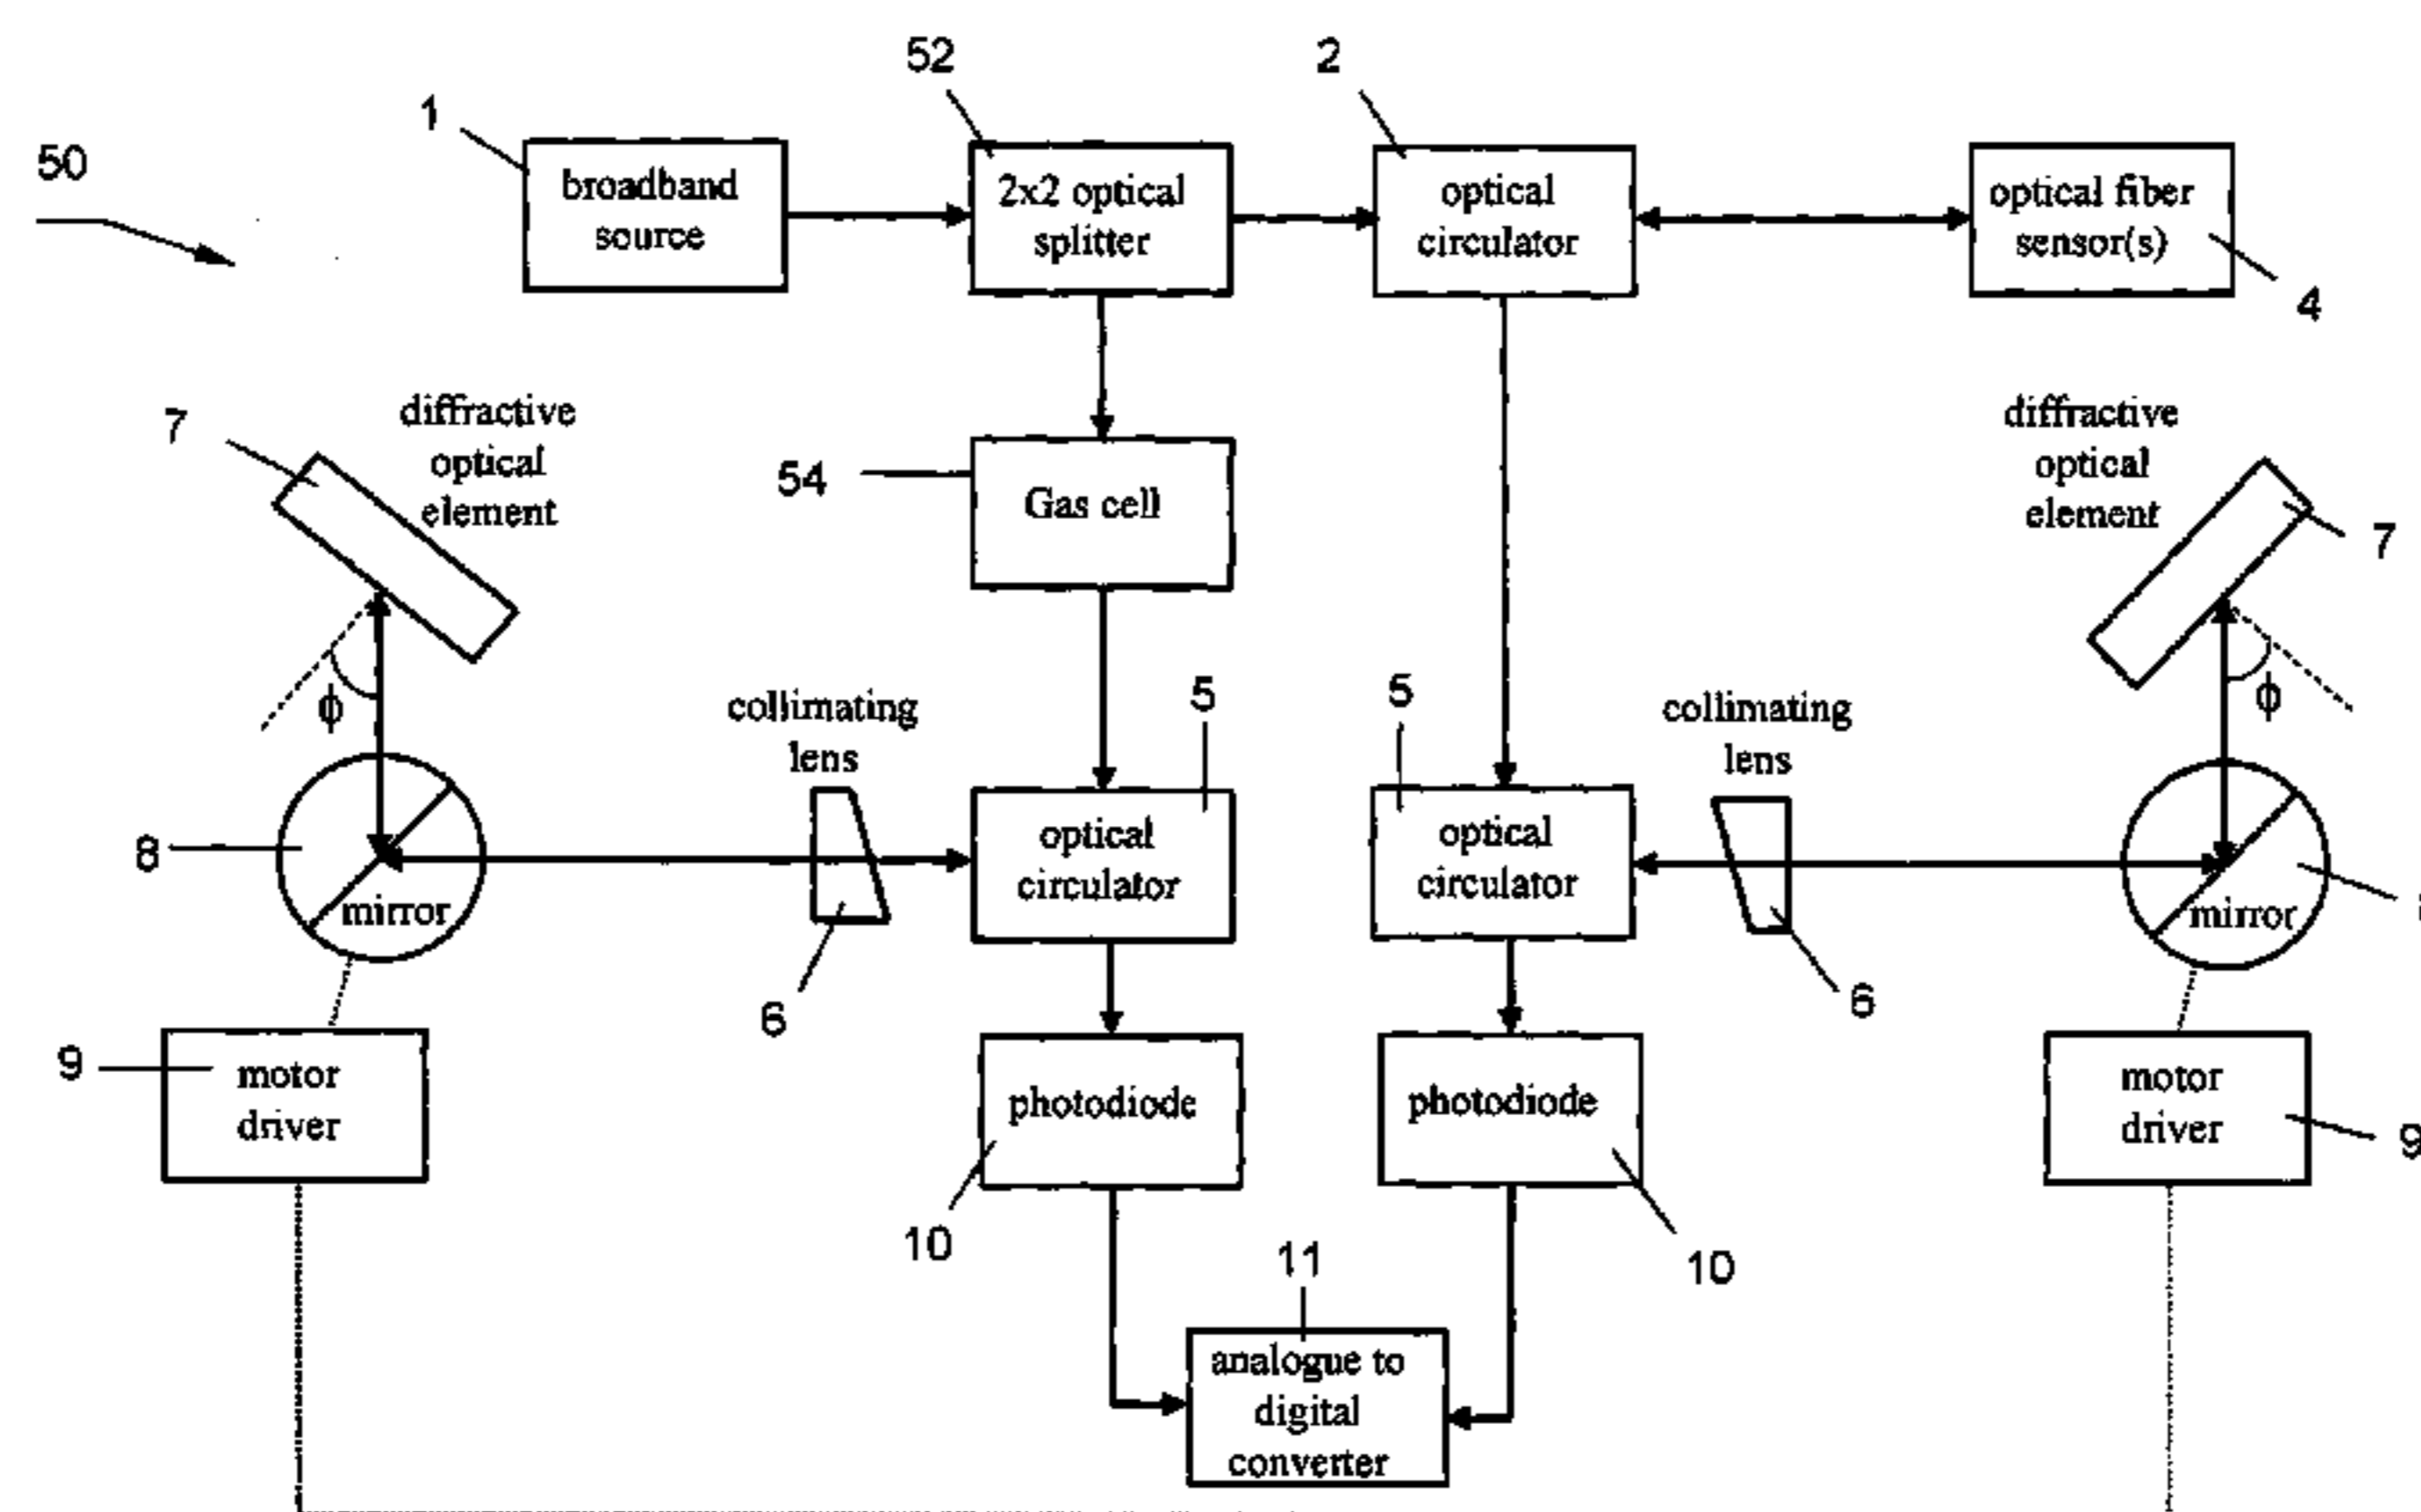 52
2
1
50
broadband
source
2x2 optical
splitter
optical
circulator
optical fiber
sensor(s)
4
7
diffractive
optical
element
54
Gas cell
diffractive
optical
element
7
ϕ
collimating
lens
5
5
collimating
lens
ϕ
8
mirror
optical
circulator
optical
circulator
mirror
6
6
9
motor
driver
photodiode
photodiode
motor
driver
9
10
11
10
analogue to
digital
converter